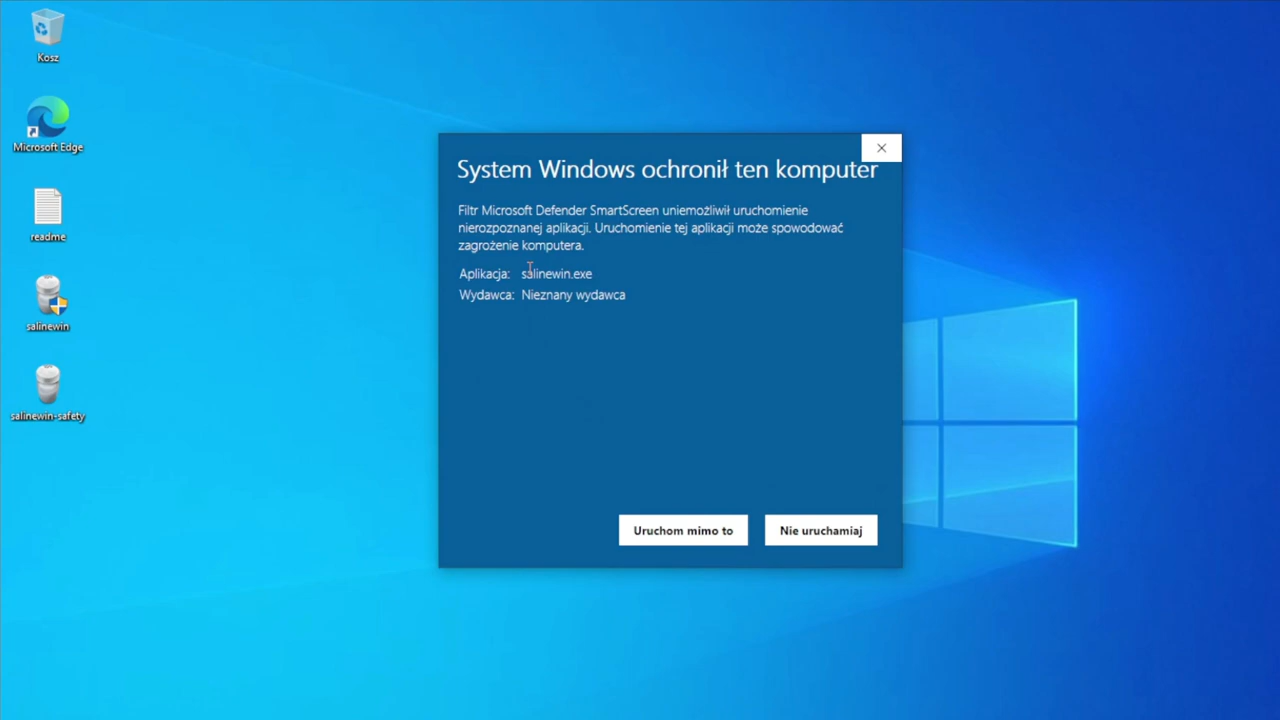 Kosz
Microsoft Edge
readme
salinewin
salinewin-safety
System Windows ochronił ten komputer
Filtr Microsoft Defender SmartScreen uniemożliwił uruchomienie
nierozpoznanej aplikacji. Uruchomienie tej aplikacji może spowodować
zagrożenie komputera.
Aplikacja: salinewin.exe
Wydawca: Nieznany wydawca
Uruchom mimo to
Nie uruchamiaj